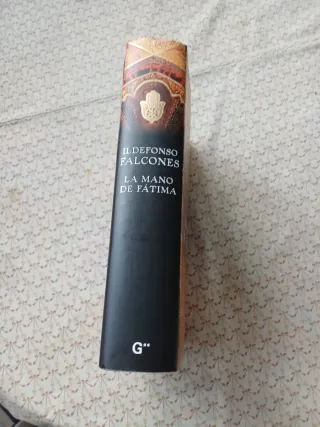 ILDEFONSO
FALCONES
LA MANO
DE FÁTIMA
G**